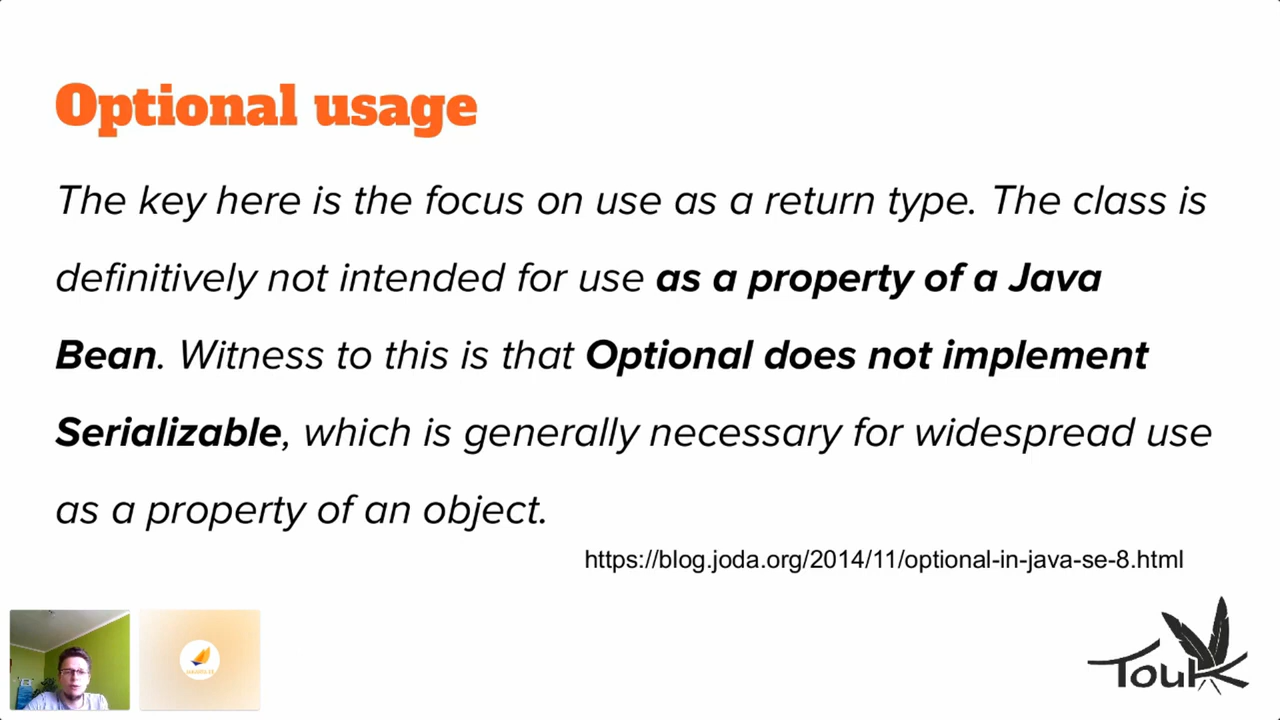 Optional usage
The key here is the focus on use as a return type. The class is
definitively not intended for use as a property of a Java
Bean. Witness to this is that Optional does not implement
Serializable, which is generally necessary for widespread use
as a property of an object.
https://blog.joda.org/2014/11/optional-in-java-se-8.html
TouK